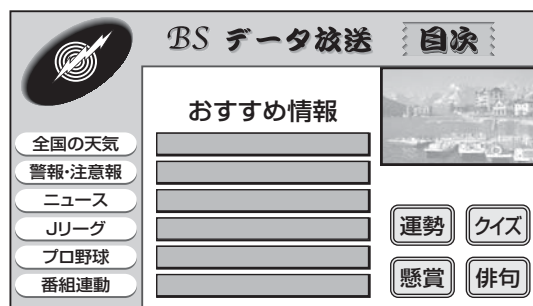 BS データ放送 目次
おすすめ情報
全国の天気
警報・注意報
ニュース
Jリーグ
プロ野球
番組連動
運勢 クイズ
懸賞 俳句